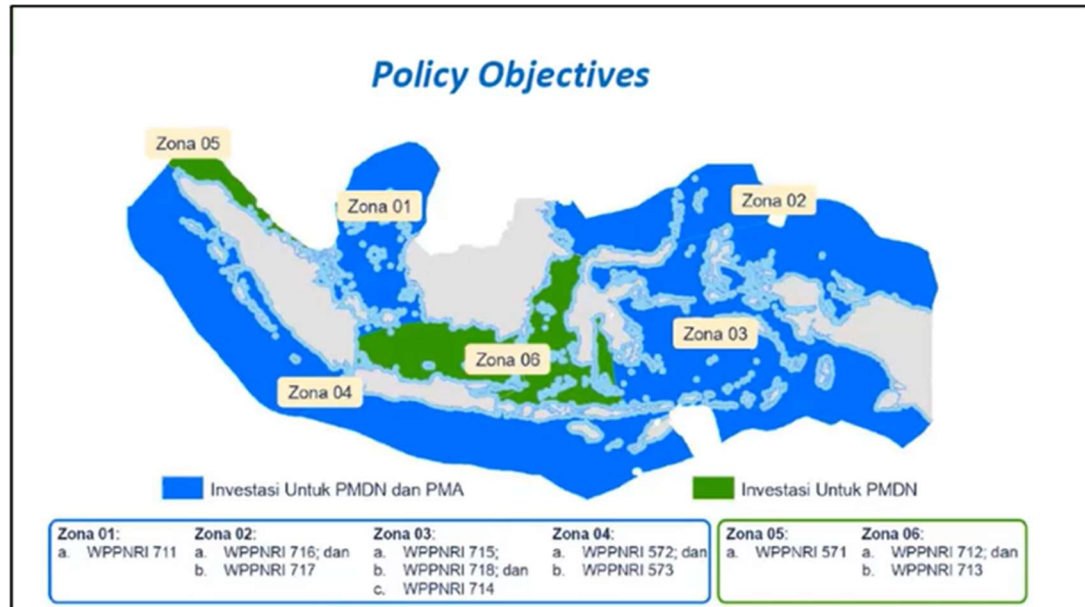 Policy Objectives
Zona 05
Zona 01
Zona 02
Zona 03
Zona 06
Zona 04
Investasi Untuk PMDN dan PMA
Investasi Untuk PMDN
Zona 01:
a. WPPNRI 711
Zona 02:
a. WPPNRI 716; dan
b. WPPNRI 717
Zona 03:
a. WPPNRI 715;
b. WPPNRI 718; dan
c. WPPNRI 714
Zona 04:
a. WPPNRI 572; dan
b. WPPNRI 573
Zona 05:
a. WPPNRI 571
Zona 06:
a. WPPNRI 712; dan
b. WPPNRI 713